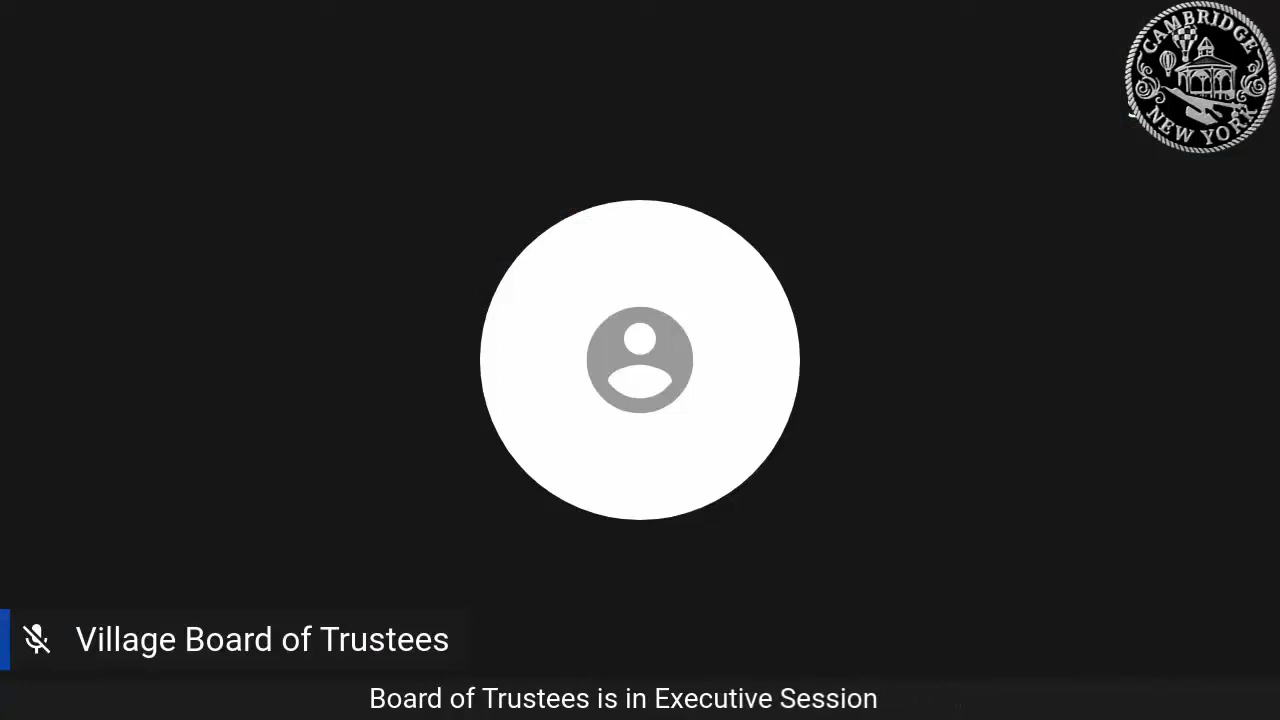 CAMBRIDGE
NEW YORK
Village Board of Trustees
Board of Trustees is in Executive Session